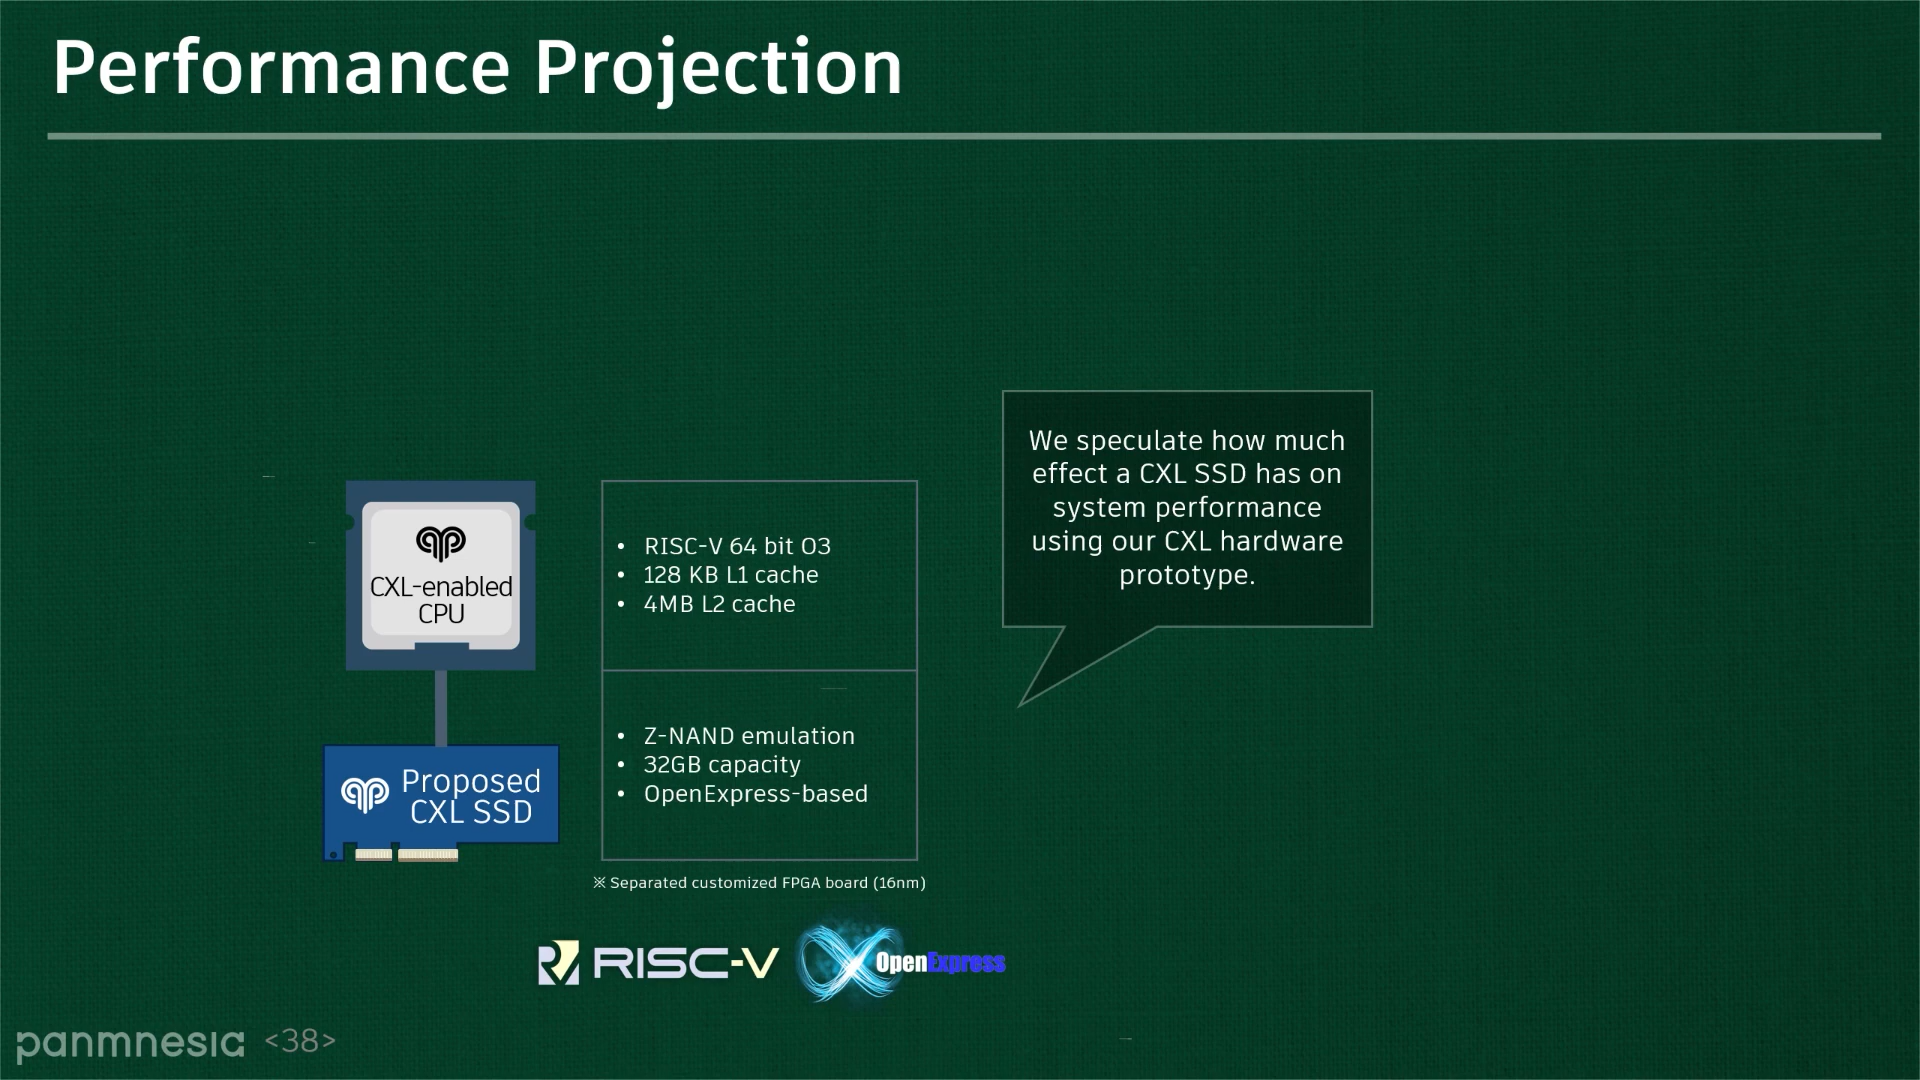 Performance Projection
CXL-enabled
CPU
• RISC-V 64 bit O3
• 128 KB L1 cache
• 4MB L2 cache
We speculate how much
effect a CXL SSD has on
system performance
using our CXL hardware
prototype.
Proposed
CXL SSD
• Z-NAND emulation
• 32GB capacity
• OpenExpress-based
※ Separated customized FPGA board (16nm)
RISC-V
OpenExpress
panmnesia <38>